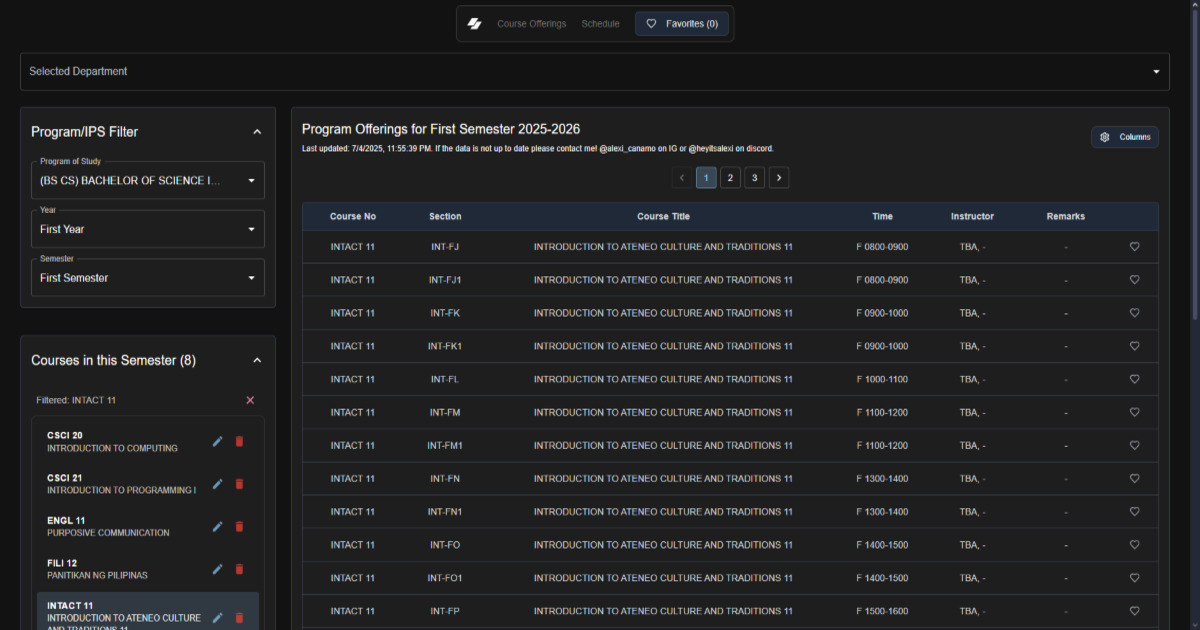 Course Offerings Schedule Favorites (0)
Selected Department
Program/IPS Filter
Program of Study
(BS CS) BACHELOR OF SCIENCE I...
Year
First Year
Semester
First Semester
Courses in this Semester (8)
Filtered: INTACT 11
CSCI 20
INTRODUCTION TO COMPUTING
CSCI 21
INTRODUCTION TO PROGRAMMING I
ENGL 11
PURPOSIVE COMMUNICATION
FILI 12
PANITIKAN NG PILIPINAS
INTACT 11
INTRODUCTION TO ATENEO CULTURE
AND TRADITIONS 11
Program Offerings for First Semester 2025-2026
Last updated: 7/4/2025, 11:55:39 PM. If the data is not up to date please contact me! @alexi_canamo on IG or @heyitsalexi on discord.
Columns
1 2 3
Course No Section Course Title Time Instructor Remarks
INTACT 11 INT-FJ INTRODUCTION TO ATENEO CULTURE AND TRADITIONS 11 F 0800-0900 TBA, - -
INTACT 11 INT-FJ1 INTRODUCTION TO ATENEO CULTURE AND TRADITIONS 11 F 0800-0900 TBA, - -
INTACT 11 INT-FK INTRODUCTION TO ATENEO CULTURE AND TRADITIONS 11 F 0900-1000 TBA, - -
INTACT 11 INT-FK1 INTRODUCTION TO ATENEO CULTURE AND TRADITIONS 11 F 0900-1000 TBA, - -
INTACT 11 INT-FL INTRODUCTION TO ATENEO CULTURE AND TRADITIONS 11 F 1000-1100 TBA, - -
INTACT 11 INT-FM INTRODUCTION TO ATENEO CULTURE AND TRADITIONS 11 F 1100-1200 TBA, - -
INTACT 11 INT-FM1 INTRODUCTION TO ATENEO CULTURE AND TRADITIONS 11 F 1100-1200 TBA, - -
INTACT 11 INT-FN INTRODUCTION TO ATENEO CULTURE AND TRADITIONS 11 F 1300-1400 TBA, - -
INTACT 11 INT-FN1 INTRODUCTION TO ATENEO CULTURE AND TRADITIONS 11 F 1300-1400 TBA, - -
INTACT 11 INT-FO INTRODUCTION TO ATENEO CULTURE AND TRADITIONS 11 F 1400-1500 TBA, - -
INTACT 11 INT-FO1 INTRODUCTION TO ATENEO CULTURE AND TRADITIONS 11 F 1400-1500 TBA, - -
INTACT 11 INT-FP INTRODUCTION TO ATENEO CULTURE AND TRADITIONS 11 F 1500-1600 TBA, - -